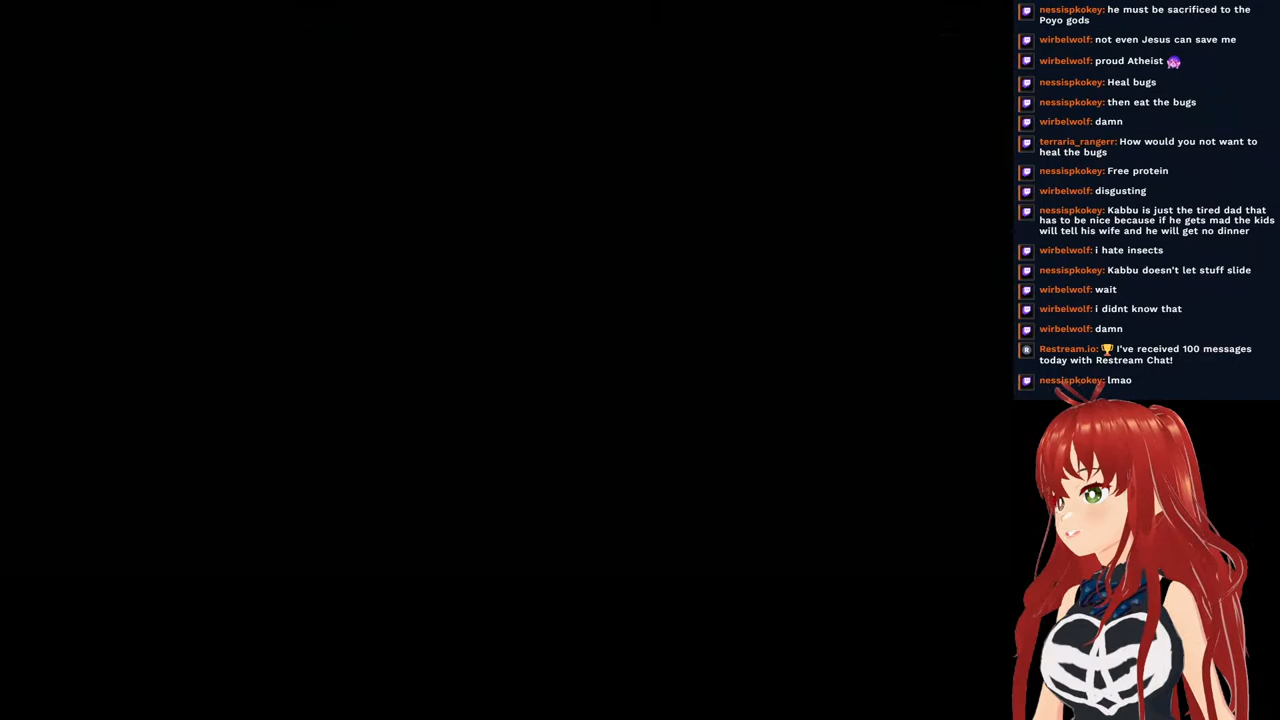 nessispkokey: he must be sacrificed to the
Poyo gods
wirbelwolf: not even Jesus can save me
wirbelwolf: proud Atheist
nessispkokey: Heal bugs
nessispkokey: then eat the bugs
wirbelwolf: damn
terraria_rangerr: How would you not want to
heal the bugs
nessispkokey: Free protein
wirbelwolf: disgusting
nessispkokey: Kabbu is just the tired dad that
has to be nice because if he gets mad the kids
will tell his wife and he will get no dinner
wirbelwolf: i hate insects
nessispkokey: Kabbu doesn't let stuff slide
wirbelwolf: wait
wirbelwolf: i didnt know that
wirbelwolf: damn
Restream.io: 🏆 I've received 100 messages
today with Restream Chat!
nessispkokey: lmao